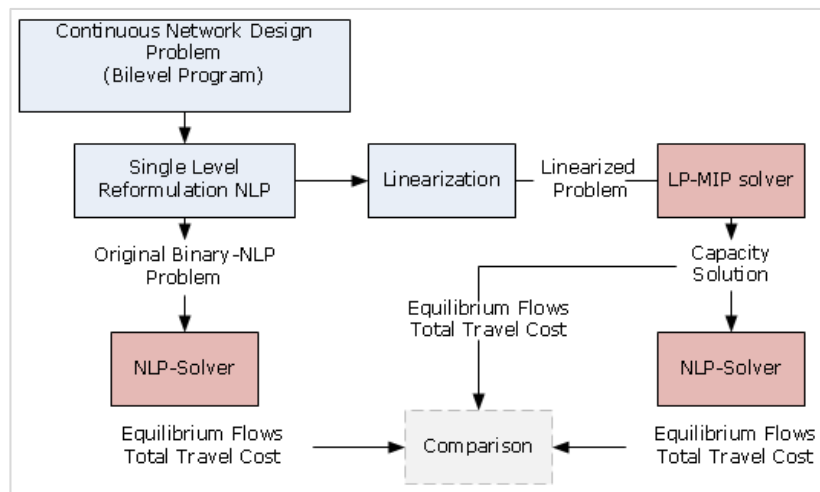 Continuous Network Design
Problem
(Bilevel Program)
Single Level
Reformulation NLP
Linearization
Linearized
Problem
LP-MIP solver
Original Binary-NLP
Problem
Capacity
Solution
Equilibrium Flows
Total Travel Cost
NLP-Solver
NLP-Solver
Equilibrium Flows
Total Travel Cost
Comparison
Equilibrium Flows
Total Travel Cost